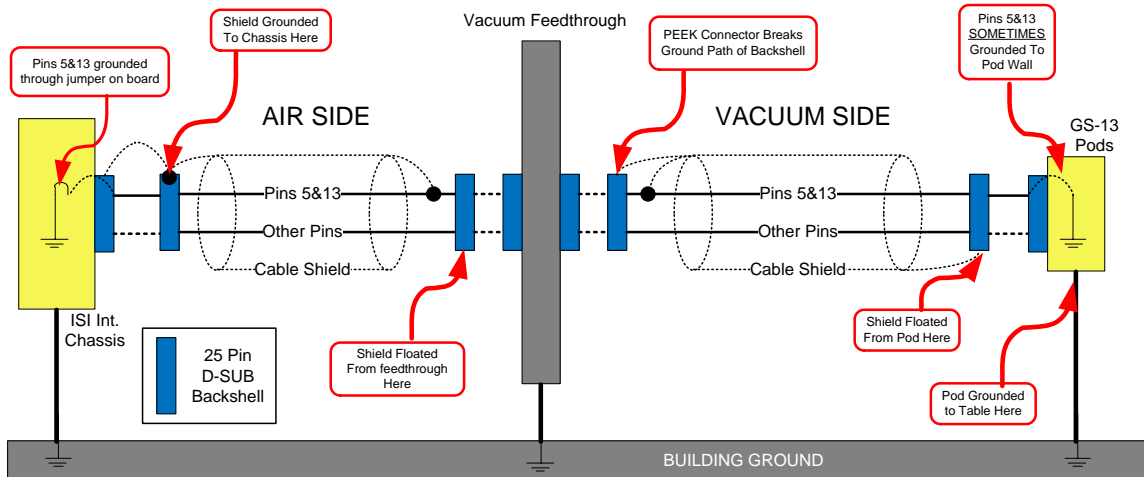 Vacuum Feedthrough
Shield Grounded
To Chassis Here
PEEK Connector Breaks
Ground Path of Backshell
Pins 5&13
SOMETIMES
Grounded To
Pod Wall
Pins 5&13 grounded
through jumper on board
AIR SIDE
VACUUM SIDE
GS-13
Pods
Pins 5&13
Pins 5&13
Other Pins
Other Pins
Cable Shield
Cable Shield
ISI Int.
Chassis
25 Pin
D-SUB
Backshell
Shield Floated
From feedthrough
Here
Shield Floated
From Pod Here
Pod Grounded
to Table Here
BUILDING GROUND